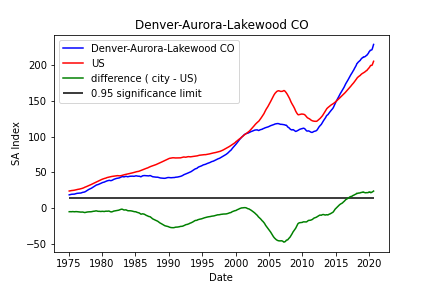 Denver-Aurora-Lakewood CO
Denver-Aurora-Lakewood CO
US
difference ( city - US)
0.95 significance limit
SA Index
200
150
100
50
0
−50
1975
1980
1985
1990
1995
2000
2005
2010
2015
2020
Date